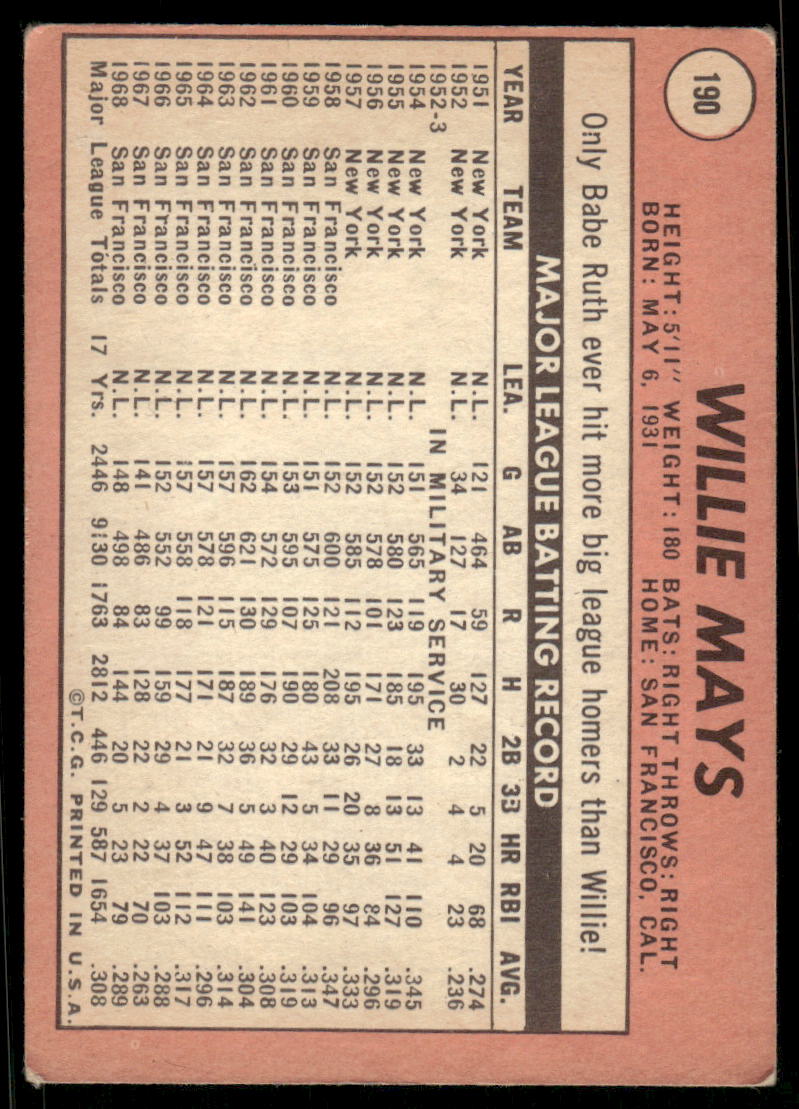 190
WILLIE MAYS
HEIGHT: 5'11" WEIGHT: 180 BATS: RIGHT THROWS: RIGHT
BORN: MAY 6, 1931 HOME: SAN FRANCISCO, CAL.
Only Babe Ruth ever hit more big league homers than Willie!
MAJOR LEAGUE BATTING RECORD
YEAR TEAM LEA. G AB R H 2B 3B HR RBI AVG.
1951 New York N.L. 121 464 59 127 22 5 20 68 .274
1952 New York N.L. 34 127 17 30 2 4 4 23 .236
1952-3 IN MILITARY SERVICE
1954 New York N.L. 151 565 119 195 33 13 41 110 .345
1955 New York N.L. 152 580 123 185 18 13 51 127 .319
1956 New York N.L. 152 578 101 171 27 8 36 84 .296
1957 New York N.L. 152 585 112 195 26 20 35 97 .333
1958 San Francisco N.L. 152 600 121 208 33 11 29 96 .347
1959 San Francisco N.L. 151 575 125 180 43 5 34 104 .313
1960 San Francisco N.L. 153 595 107 190 29 12 29 103 .319
1961 San Francisco N.L. 154 572 129 176 32 3 40 123 .308
1962 San Francisco N.L. 162 621 130 189 36 5 49 141 .304
1963 San Francisco N.L. 157 596 115 187 32 7 38 103 .314
1964 San Francisco N.L. 157 578 121 171 21 9 47 111 .296
1965 San Francisco N.L. 157 558 118 177 21 3 52 112 .317
1966 San Francisco N.L. 152 552 99 159 29 4 37 103 .288
1967 San Francisco N.L. 141 486 83 128 22 2 22 70 .263
1968 San Francisco N.L. 148 498 84 144 20 5 23 79 .289
Major League Totals 17 Yrs. 2446 9130 1763 2812 446 129 587 1654 .308
©T.C.G. PRINTED IN U.S.A.